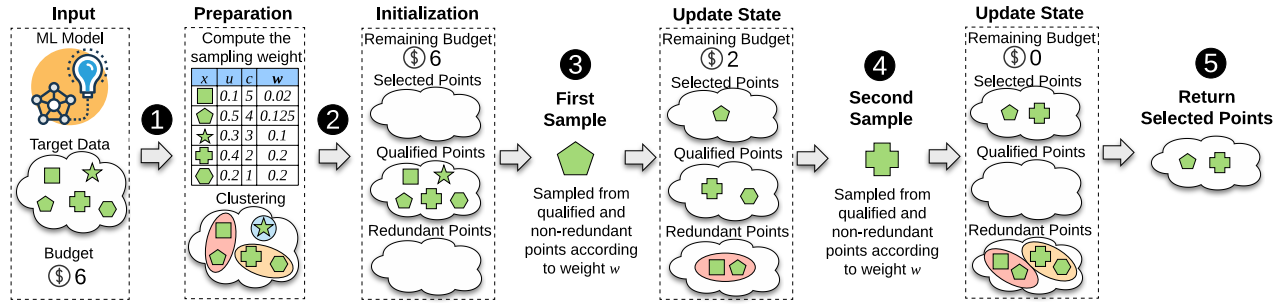 Input
ML Model
Target Data
Budget
$ 6
1
Preparation
Compute the
sampling weight
x u c w
0.1 5 0.02
0.5 4 0.125
0.3 3 0.1
0.4 2 0.2
0.2 1 0.2
Clustering
2
Initialization
Remaining Budget
$ 6
Selected Points
Qualified Points
Redundant Points
3
First
Sample
Sampled from
qualified and
non-redundant
points according
to weight w
Update State
Remaining Budget
$ 2
Selected Points
Qualified Points
Redundant Points
4
Second
Sample
Sampled from
qualified and
non-redundant
points according
to weight w
Update State
Remaining Budget
$ 0
Selected Points
Qualified Points
Redundant Points
5
Return
Selected Points